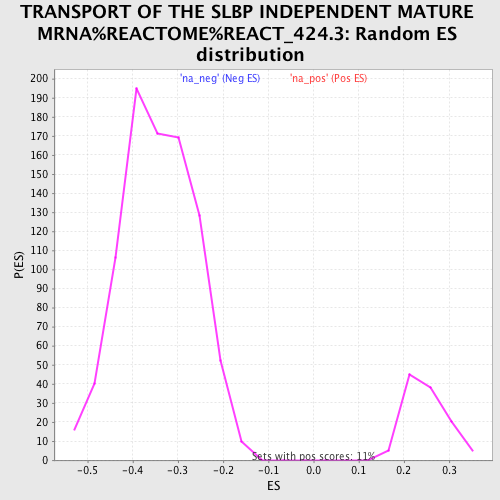 TRANSPORT OF THE SLBP INDEPENDENT MATURE
MRNA%REACTOME%REACT_424.3: Random ES
distribution
'na_neg' (Neg ES) 'na_pos' (Pos ES)
200
190
180
170
160
150
140
130
120
110
100
90
80
70
60
50
40
30
20
10
0
P(ES)
Sets with pos scores: 11%
-0.5 -0.4 -0.3 -0.2 -0.1 0.0 0.1 0.2 0.3
ES